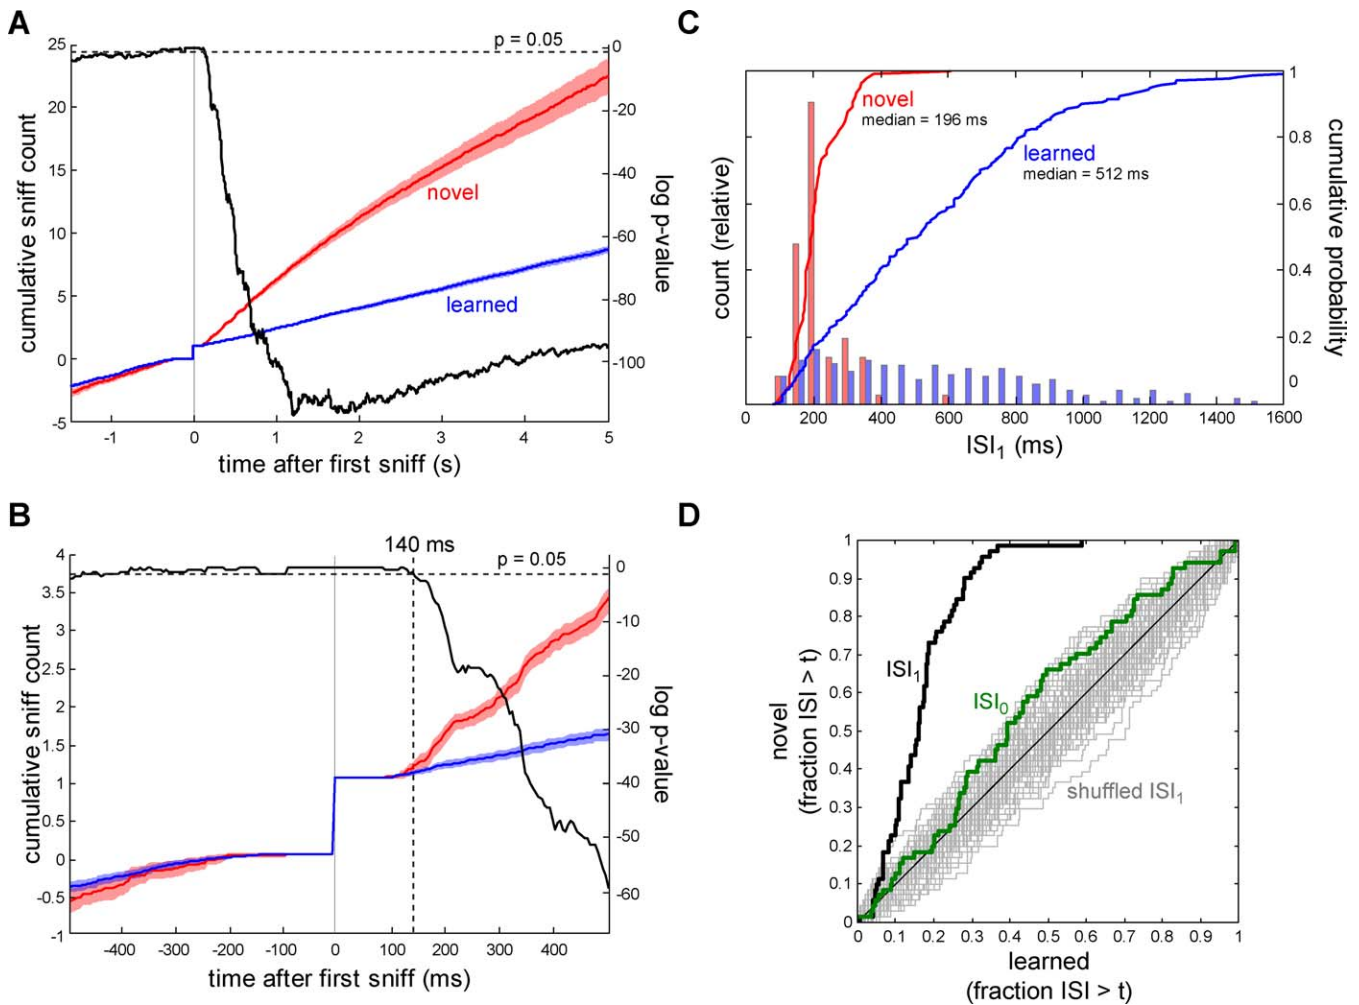 A
25
20
15
10
5
0
-5
cumulative sniff count
p = 0.05
novel
learned
0
-20
-40
-60
-80
-100
log p-value
-1
0
1
2
3
4
5
time after first sniff (s)
B
140 ms
4
3.5
3
2.5
2
1.5
1
0.5
0
-0.5
-1
cumulative sniff count
p = 0.05
0
-10
-20
-30
-40
-50
-60
log p-value
-400
-300
-200
-100
0
100
200
300
400
time after first sniff (ms)
C
count (relative)
novel
median = 196 ms
learned
median = 512 ms
1
0.8
0.6
0.4
0.2
0
cumulative probability
0
200
400
600
800
1000
1200
1400
1600
ISI1 (ms)
D
1
0.9
0.8
0.7
0.6
0.5
0.4
0.3
0.2
0.1
0
novel
(fraction ISI > t)
ISI1
ISI0
shuffled ISI1
0
0.1
0.2
0.3
0.4
0.5
0.6
0.7
0.8
0.9
1
learned
(fraction ISI > t)